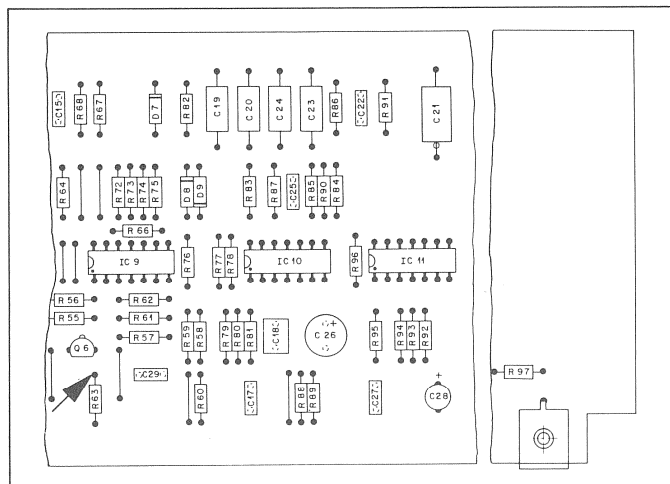 C15 R68 R67 D7 R82 C19 C20 C24 C23 R86 C22 R91 C21
R64 R72 R73 R74 R75 D8 D9 R83 R87 C25 R85 R90 R84
R66
IC 9 R76 R77 R78 IC 10 R96 IC 11
R56 R62
R55 R61
R57 R59 R58 R79 R80 R81 C18 + C 26 R95 R94 R93 R92
Q6
C29 R97
R63 R60 C17 R88 R89 C27 + C28